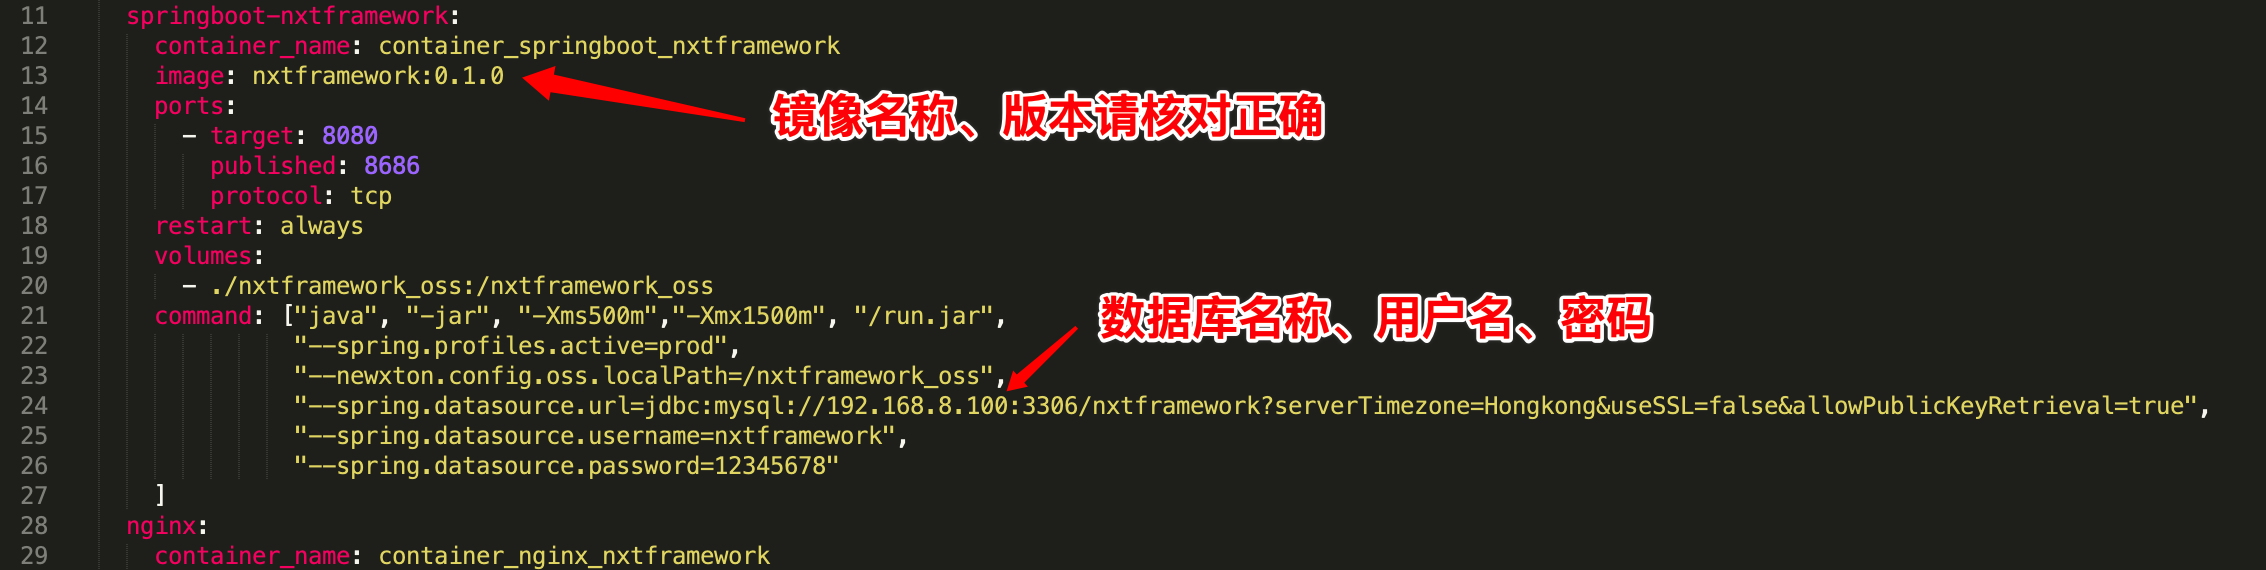 11 springboot-nxtframework:
12 container_name: container_springboot_nxtframework
13 image: nxtframework:0.1.0
镜像名称、版本请核对正确
14 ports:
15 - target: 8080
16 published: 8686
17 protocol: tcp
18 restart: always
19 volumes:
20 - ./nxtframework_oss:/nxtframework_oss
21 command: ["java", "-jar", "-Xms500m","-Xmx1500m", "/run.jar",
数据库名称、用户名、密码
22 "--spring.profiles.active=prod",
23 "--newxton.config.oss.localPath=/nxtframework_oss",
24 "--spring.datasource.url=jdbc:mysql://192.168.8.100:3306/nxtframework?serverTimezone=Hongkong&useSSL=false&allowPublicKeyRetrieval=true",
25 "--spring.datasource.username=nxtframework",
26 "--spring.datasource.password=12345678"
27 ]
28 nginx:
29 container_name: container_nginx_nxtframework